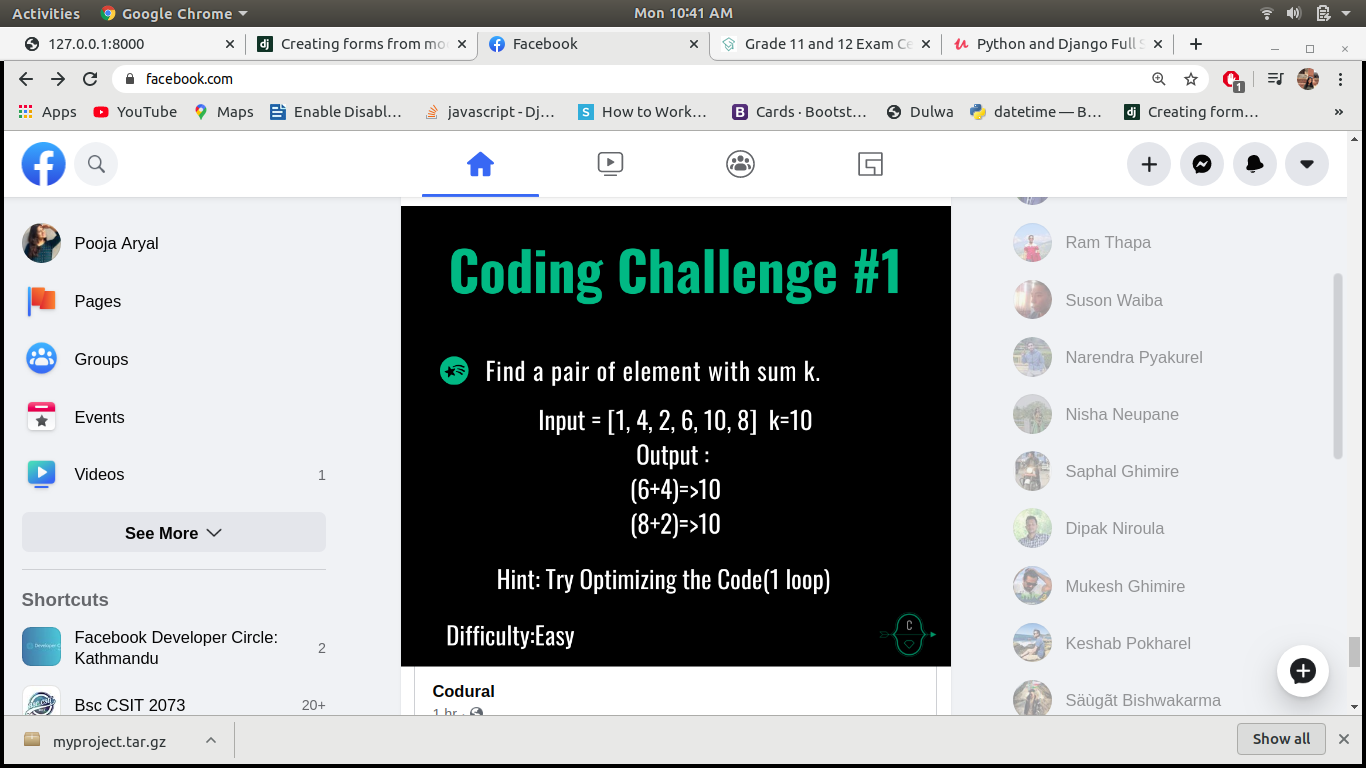 Activities
Google Chrome
Mon 10:41 AM
127.0.0.1:8000
Creating forms from mo
Facebook
Grade 11 and 12 Exam Ce
Python and Django Full S
facebook.com
1
Apps
YouTube
Maps
Enable Disabl...
javascript - Dj...
How to Work...
Cards · Bootst...
Dulwa
datetime — B...
Creating form...
»
Pooja Aryal
Pages
Groups
Events
Videos
1
See More
Shortcuts
Facebook Developer Circle:
Kathmandu
2
Bsc CSIT 2073
20+
Coding Challenge #1
Find a pair of element with sum k.
Input = [1, 4, 2, 6, 10, 8] k=10
Output :
(6+4)=>10
(8+2)=>10
Hint: Try Optimizing the Code(1 loop)
Difficulty:Easy
C
Codural
1 hr ·
Ram Thapa
Suson Waiba
Narendra Pyakurel
Nisha Neupane
Saphal Ghimire
Dipak Niroula
Mukesh Ghimire
Keshab Pokharel
Säùgãt Bishwakarma
myproject.tar.gz
Show all